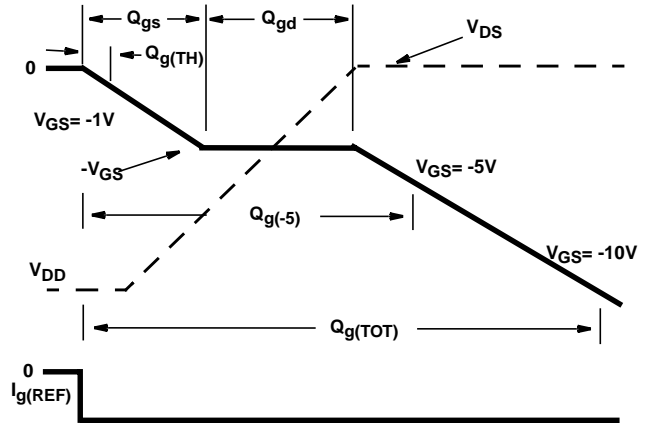 Qgs
Qgd
VDS
Qg(TH)
0
VGS= -1V
-VGS
VGS= -5V
Qg(-5)
VGS= -10V
VDD
Qg(TOT)
0
Ig(REF)